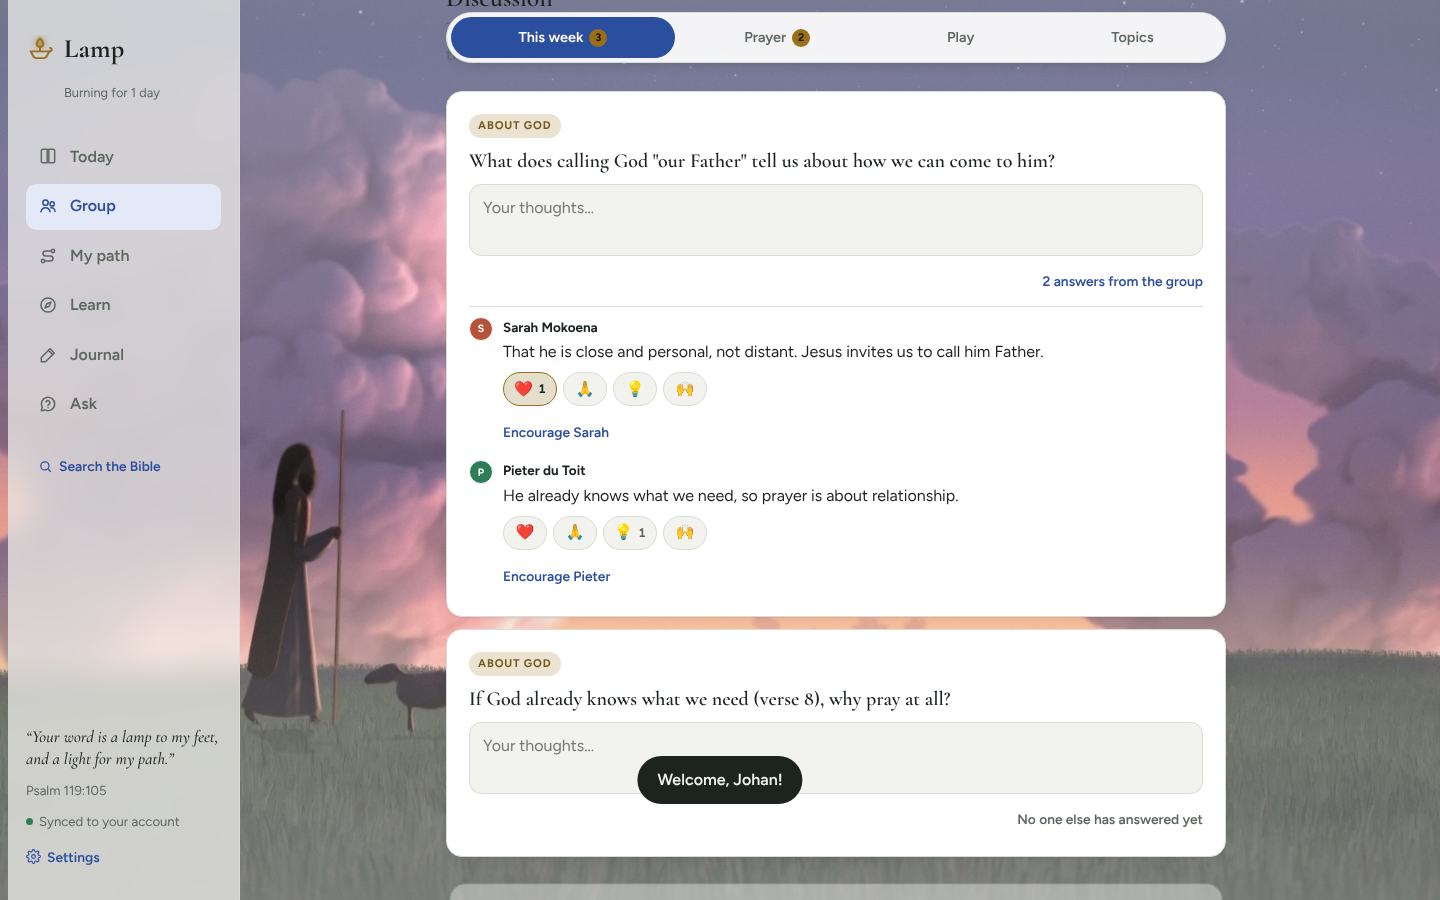 Lamp
Burning for 1 day
Today
Group
My path
Learn
Journal
Ask
Search the Bible
“Your word is a lamp to my feet,
and a light for my path.”
Psalm 119:105
Synced to your account
Settings
Discussion
This week 3
Prayer 2
Play
Topics
ABOUT GOD
What does calling God "our Father" tell us about how we can come to him?
Your thoughts...
2 answers from the group
S
Sarah Mokoena
That he is close and personal, not distant. Jesus invites us to call him Father.
❤️ 1 🙏 💡 🙌
Encourage Sarah
P
Pieter du Toit
He already knows what we need, so prayer is about relationship.
❤️ 🙏 💡 1 🙌
Encourage Pieter
ABOUT GOD
If God already knows what we need (verse 8), why pray at all?
Your thoughts...
Welcome, Johan!
No one else has answered yet